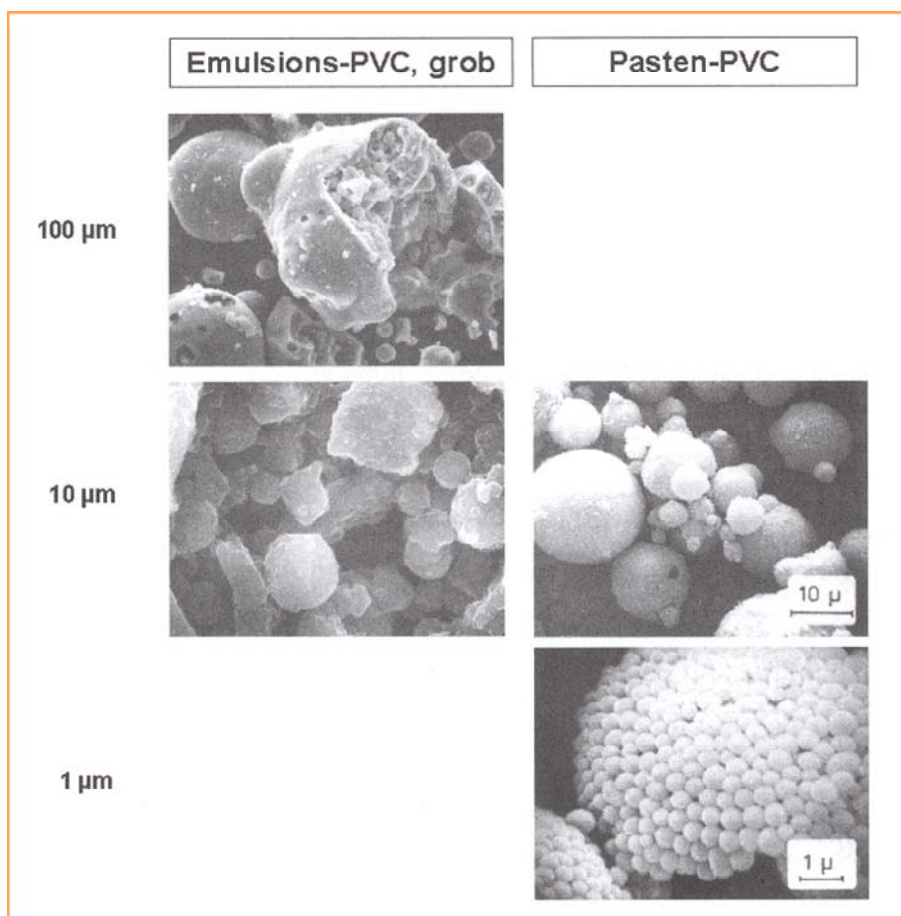 Emulsions-PVC, grob
Pasten-PVC
100 µm
10 µm
10 µ
1 µm
1 µ